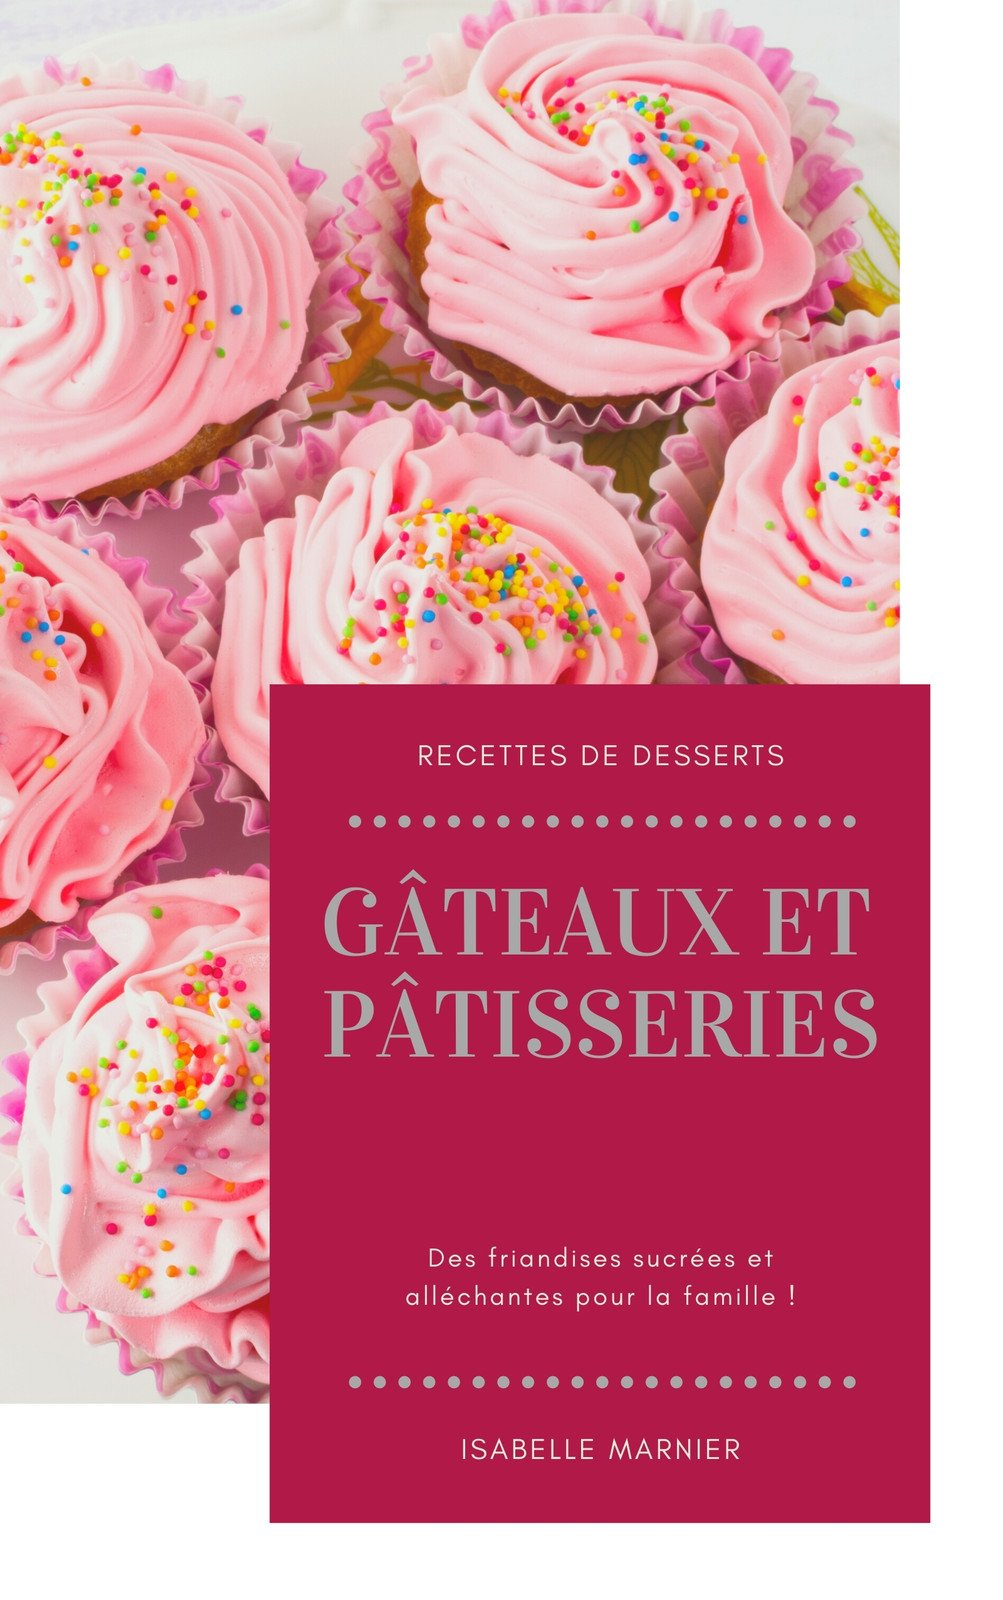 RECETTES DE DESSERTS
GÂTEAUX ET
PÂTISSERIES
Des friandises sucrées et
alléchantes pour la famille !
ISABELLE MARNIER